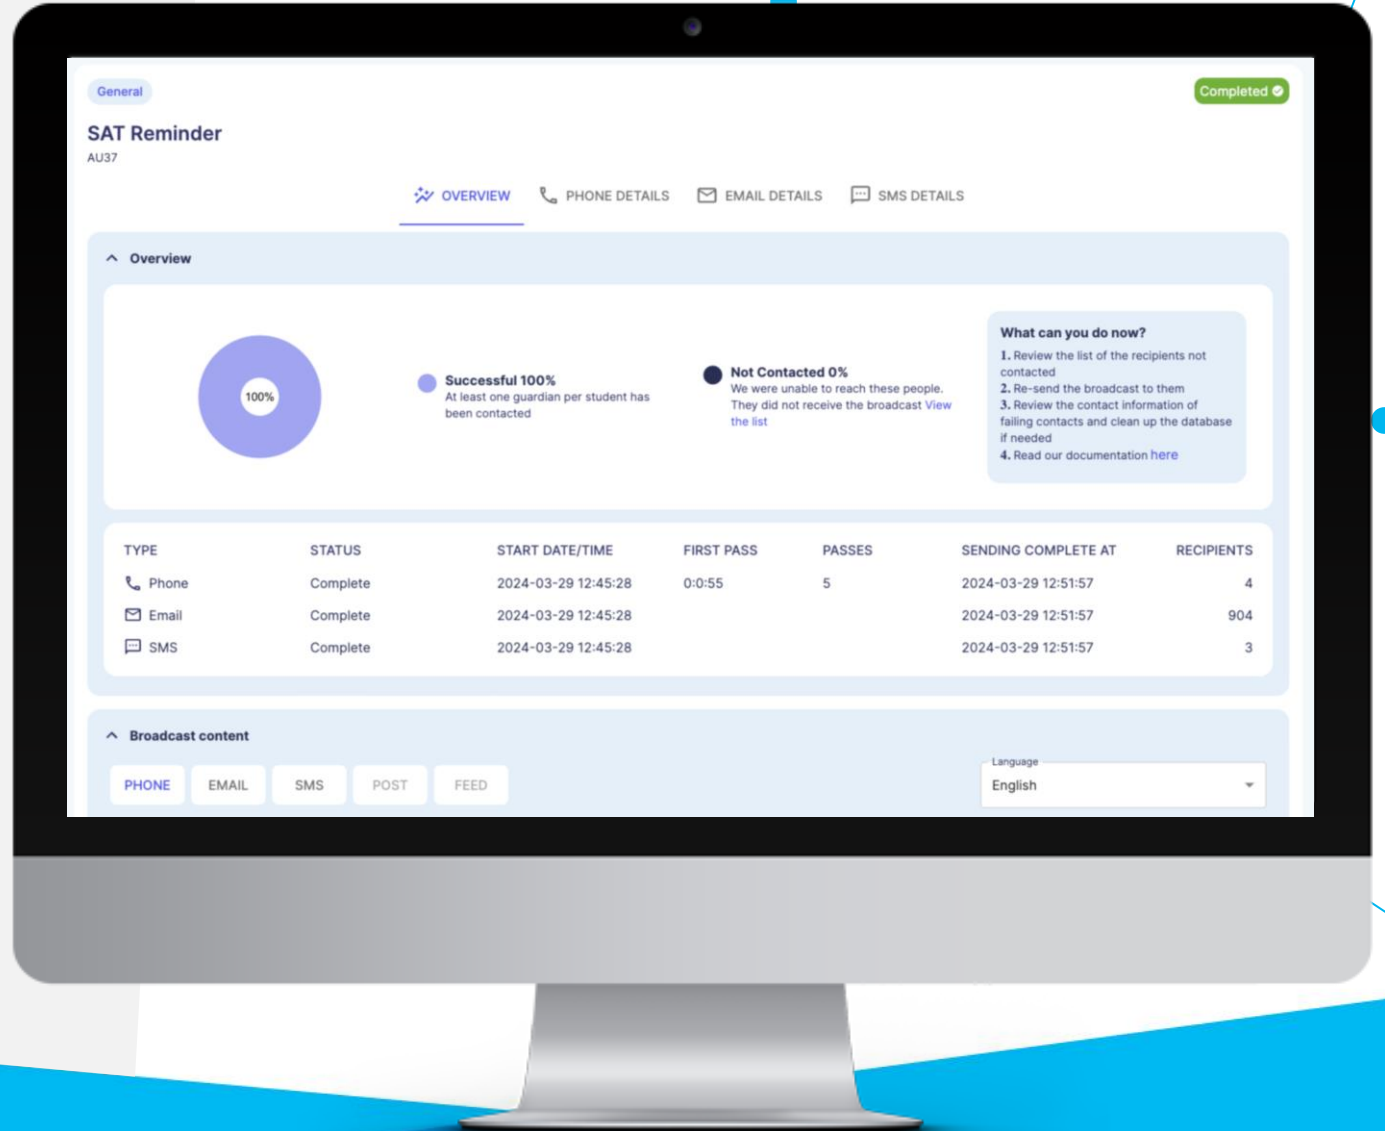 General
Completed
SAT Reminder
AU37
OVERVIEW PHONE DETAILS EMAIL DETAILS SMS DETAILS
Overview
100%
Successful 100%
At least one guardian per student has
been contacted
Not Contacted 0%
We were unable to reach these people.
They did not receive the broadcast View
the list
What can you do now?
1. Review the list of the recipients not
contacted
2. Re-send the broadcast to them
3. Review the contact information of
failing contacts and clean up the database
if needed
4. Read our documentation here
TYPE STATUS START DATE/TIME FIRST PASS PASSES SENDING COMPLETE AT RECIPIENTS
Phone Complete 2024-03-29 12:45:28 0:0:55 5 2024-03-29 12:51:57 4
Email Complete 2024-03-29 12:45:28 2024-03-29 12:51:57 904
SMS Complete 2024-03-29 12:45:28 2024-03-29 12:51:57 3
Broadcast content
PHONE EMAIL SMS POST FEED
Language
English